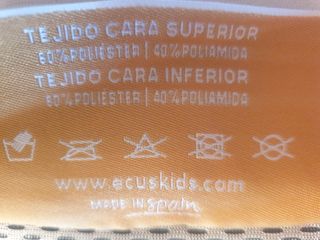 TEJIDO CARA SUPERIOR
60%POLIÉSTER | 40%POLIAMIDA
TEJIDO CARA INFERIOR
60%POLIÉSTER | 40%POLIAMIDA
www.ecuskids.com
MADE IN Spain